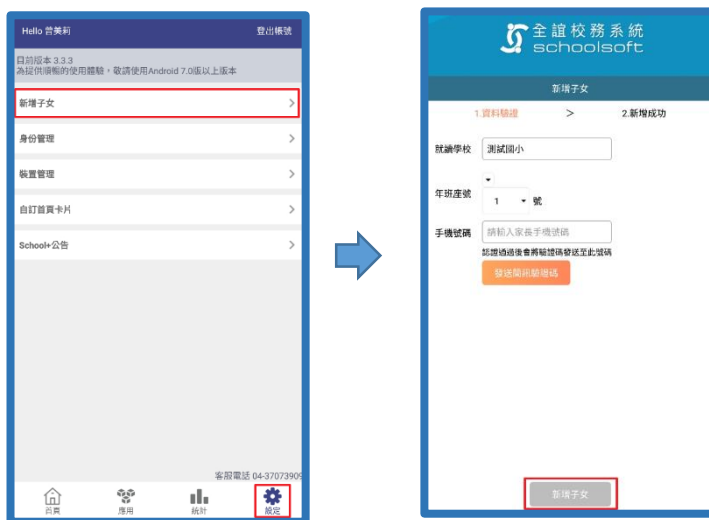 Hello 曾美莉
登出帳號
目前版本 3.3.3
為提供順暢的使用體驗，敬請使用Android 7.0版以上版本
新增子女
身份管理
裝置管理
自訂首頁卡片
School+公告
客服電話 04-37073909
首頁
應用
統計
設定
全誼校務系統
schoolsoft
新增子女
1.資料驗證 > 2.新增成功
就讀學校 測試國小
年班座號
1 號
手機號碼 請輸入家長手機號碼
認證通過後會將驗證碼發送至此號碼
發送簡訊驗證碼
新增子女